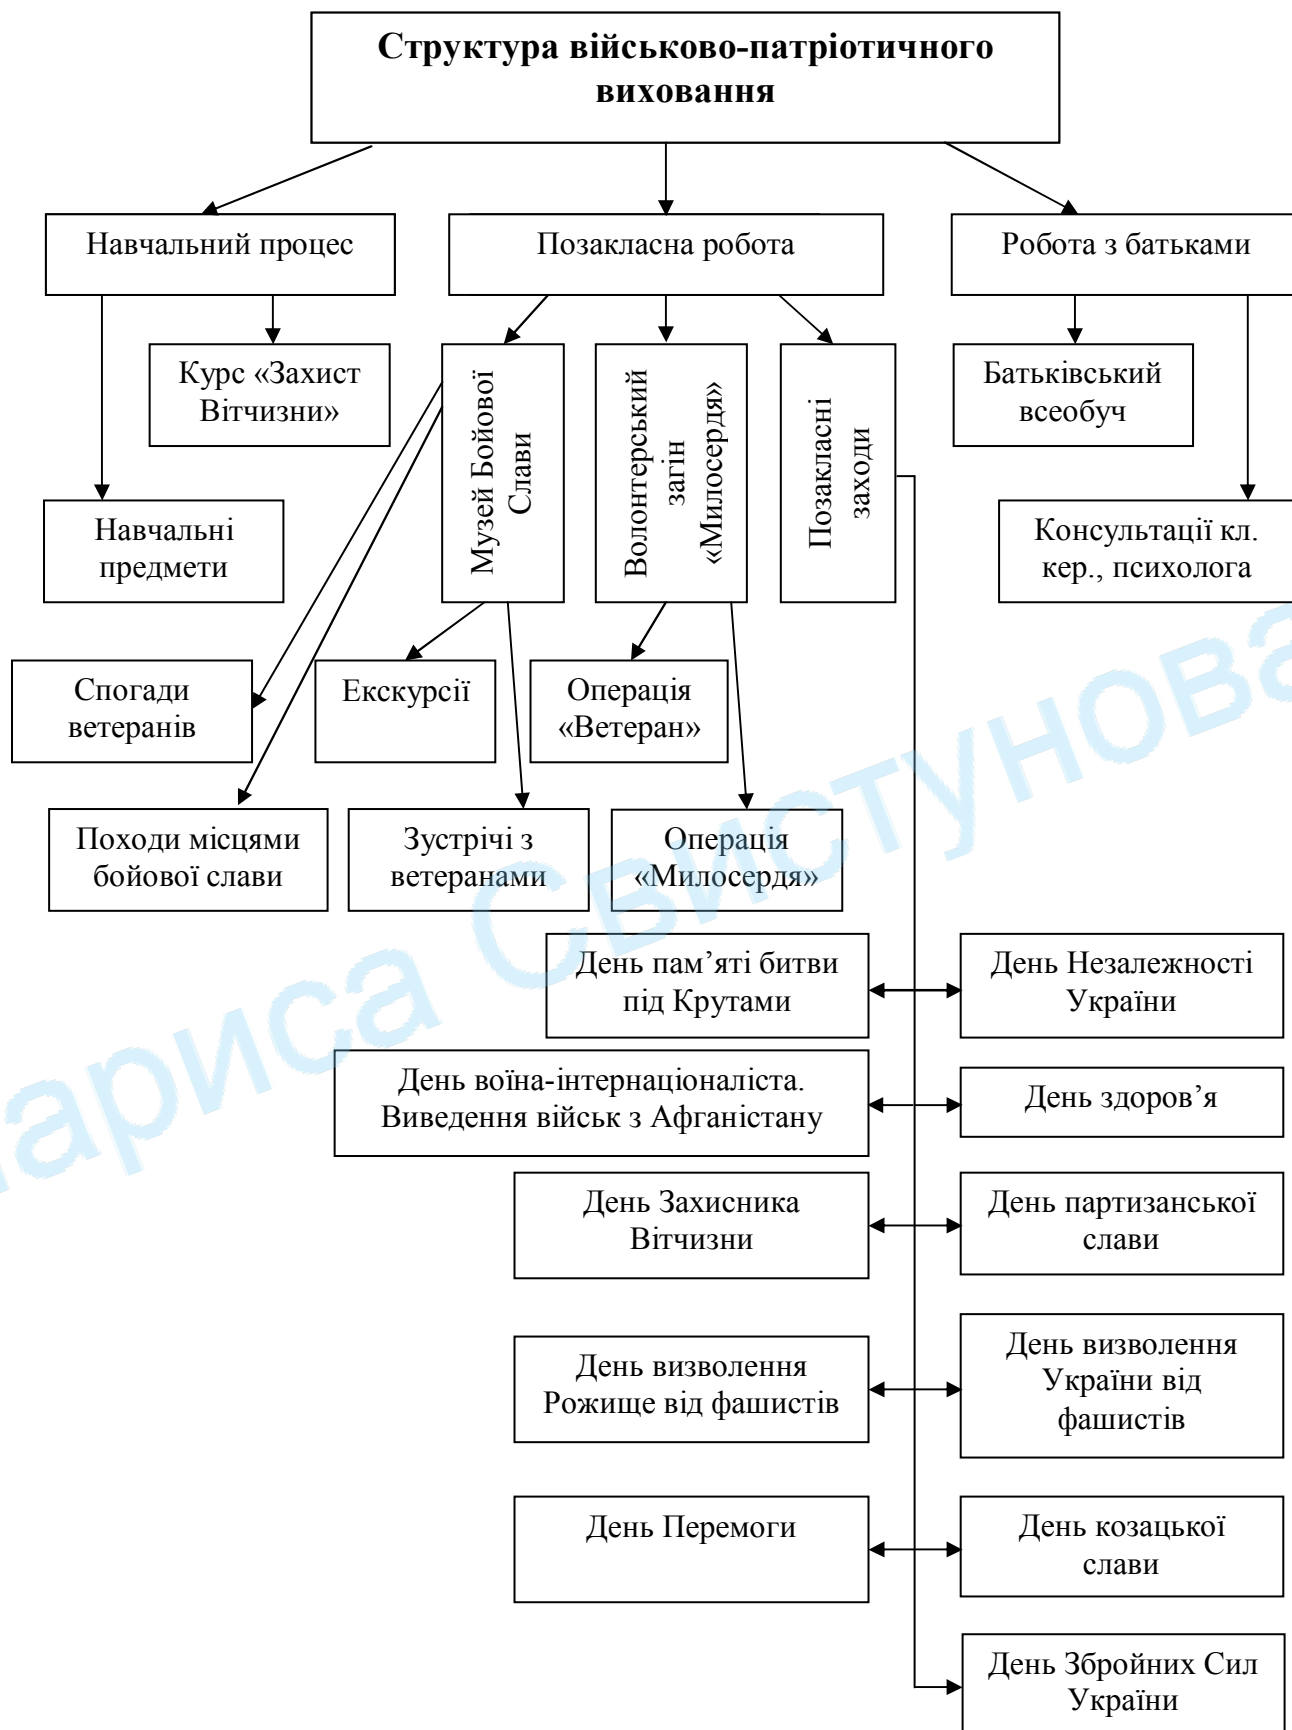 Структура військово-патріотичного
виховання
Навчальний процес
Позакласна робота
Робота з батьками
Курс «Захист
Вітчизни»
Музей Бойової
Слави
Волонтерський
загін
«Милосердя»
Позакласні
заходи
Батьківський
всеобуч
Навчальні
предмети
Консультації кл.
кер., психолога
Спогади
ветеранів
Екскурсії
Операція
«Ветеран»
Походи місцями
бойової слави
Зустрічі з
ветеранами
Операція
«Милосердя»
День пам’яті битви
під Крутами
День Незалежності
України
День воїна-інтернаціоналіста.
Виведення військ з Афганістану
День здоров’я
День Захисника
Вітчизни
День партизанської
слави
День визволення
Рожище від фашистів
День визволення
України від
фашистів
День Перемоги
День козацької
слави
День Збройних Сил
України
лариса Свистунова